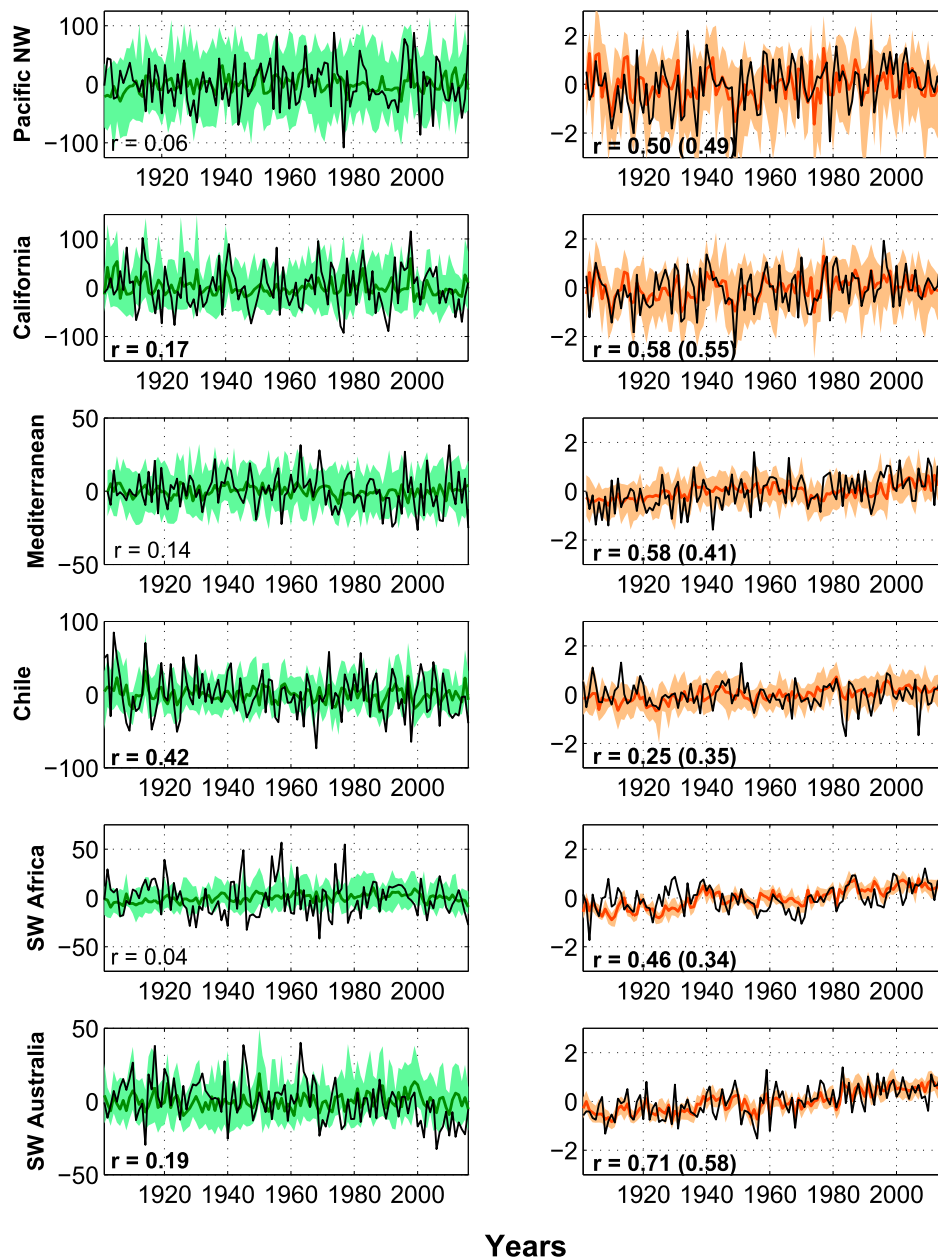 Pacific NW
100
0
−100
r = 0.06
1920 1940 1960 1980 2000
2
0
−2
r = 0.50 (0.49)
1920 1940 1960 1980 2000
California
100
0
−100
r = 0.17
1920 1940 1960 1980 2000
2
0
−2
r = 0.58 (0.55)
1920 1940 1960 1980 2000
Mediterranean
50
0
−50
r = 0.14
1920 1940 1960 1980 2000
2
0
−2
r = 0.58 (0.41)
1920 1940 1960 1980 2000
Chile
100
0
−100
r = 0.42
1920 1940 1960 1980 2000
2
0
−2
r = 0.25 (0.35)
1920 1940 1960 1980 2000
SW Africa
50
0
−50
r = 0.04
1920 1940 1960 1980 2000
2
0
−2
r = 0.46 (0.34)
1920 1940 1960 1980 2000
SW Australia
50
0
−50
r = 0.19
1920 1940 1960 1980 2000
2
0
−2
r = 0.71 (0.58)
1920 1940 1960 1980 2000
Years